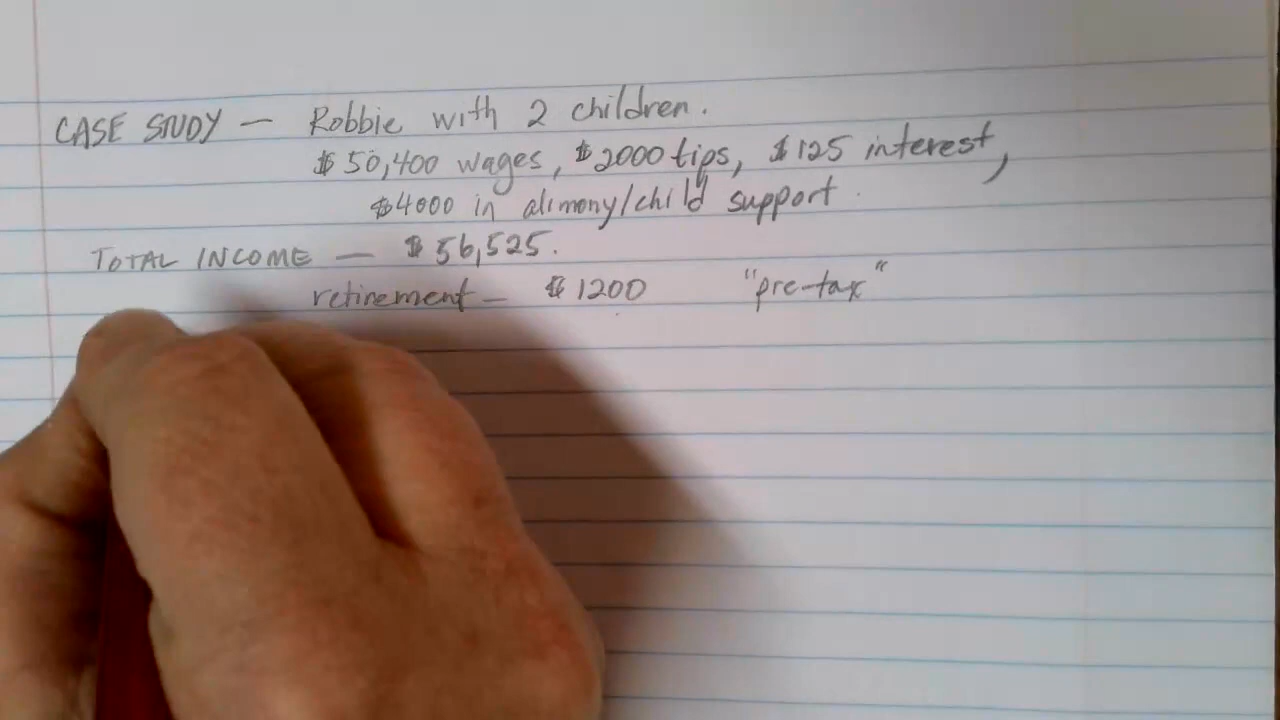 CASE STUDY — Robbie with 2 children.
$50,400 wages, $2000 tips, $125 interest,
$4000 in alimony/child support.
TOTAL INCOME — $56,525.
retirement — $1200 "pre-tax"